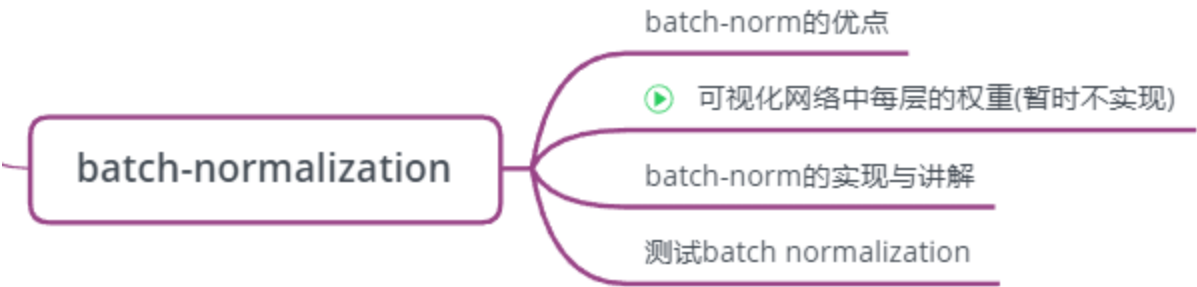 batch-norm的优点
可视化网络中每层的权重(暂时不实现)
batch-normalization
batch-norm的实现与讲解
测试batch normalization